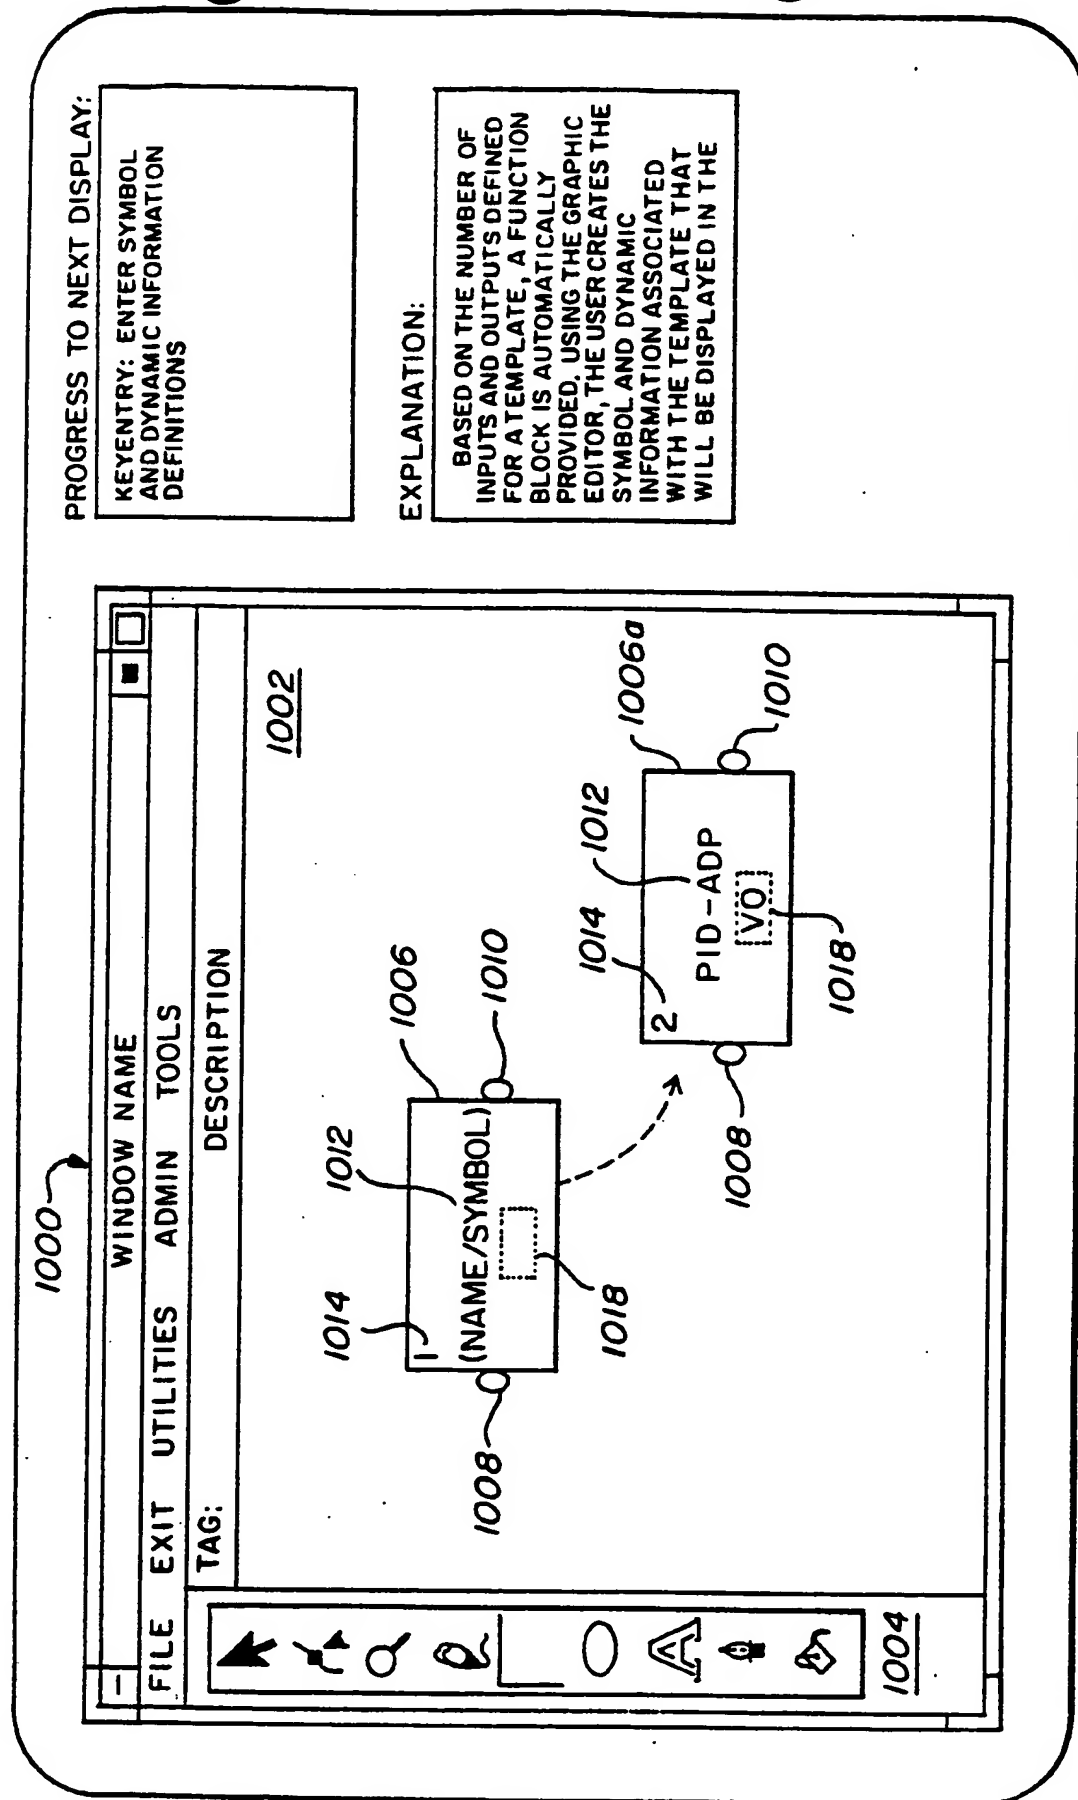 1000
WINDOW NAME
FILE EXIT UTILITIES ADMIN TOOLS
TAG: DESCRIPTION
1002
1004
1014
1012
1006
1
(NAME/SYMBOL)
1008
1010
1018
1014
1012
1006a
2
PID-ADP
VO
1008
1010
1018
PROGRESS TO NEXT DISPLAY:
KEYENTRY: ENTER SYMBOL
AND DYNAMIC INFORMATION
DEFINITIONS
EXPLANATION:
BASED ON THE NUMBER OF
INPUTS AND OUTPUTS DEFINED
FOR A TEMPLATE, A FUNCTION
BLOCK IS AUTOMATICALLY
PROVIDED. USING THE GRAPHIC
EDITOR, THE USER CREATES THE
SYMBOL AND DYNAMIC
INFORMATION ASSOCIATED
WITH THE TEMPLATE THAT
WILL BE DISPLAYED IN THE